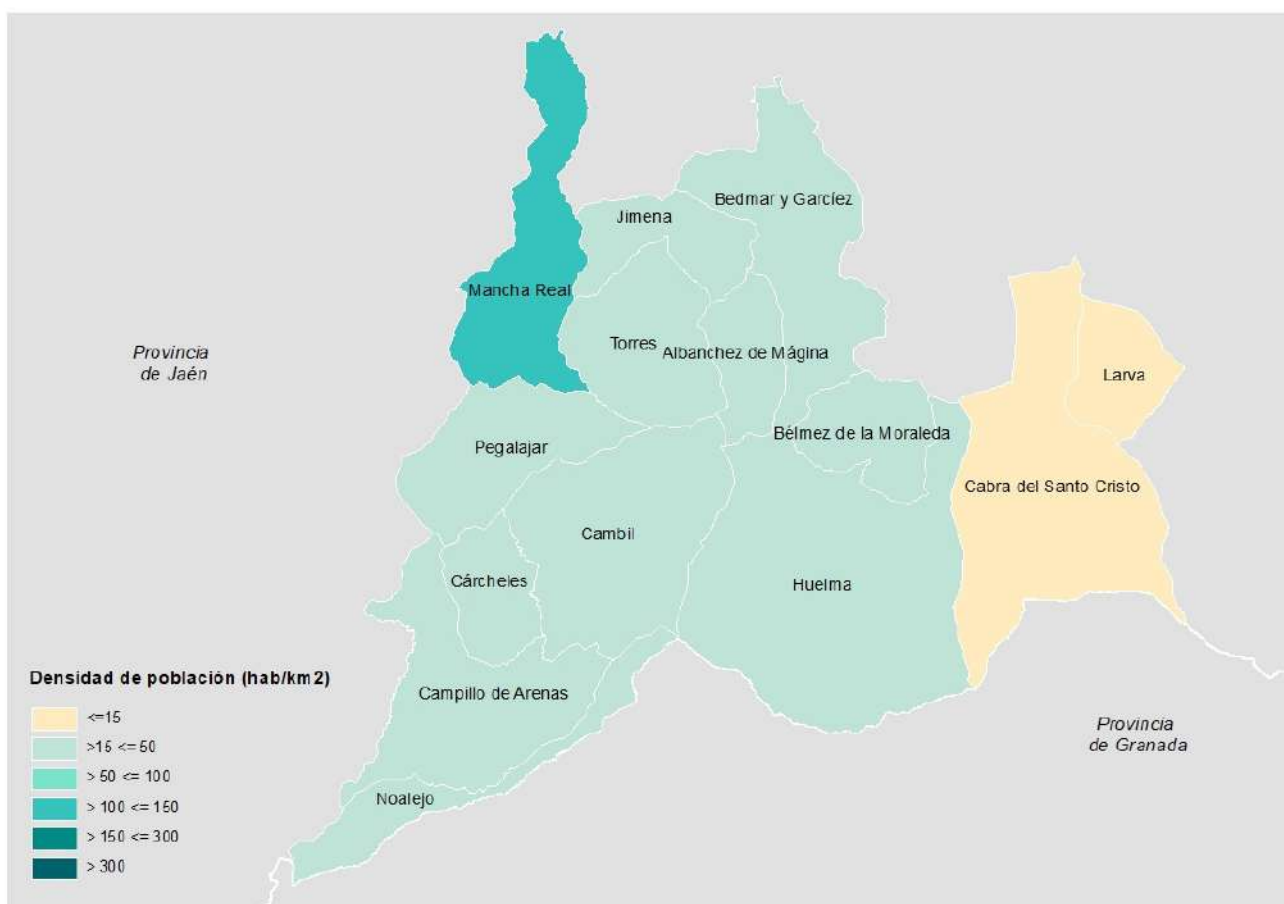 Bedmar y Garcíez
Jimena
Mancha Real
Provincia
de Jaén
Torres
Albanchez de Mágina
Larva
Pegalajar
Bélmez de la Moraleda
Cabra del Santo Cristo
Cambil
Cárcheles
Huelma
Campillo de Arenas
Noalejo
Provincia
de Granada
Densidad de población (hab/km2)
<=15
>15 <= 50
> 50 <= 100
> 100 <= 150
> 150 <= 300
> 300